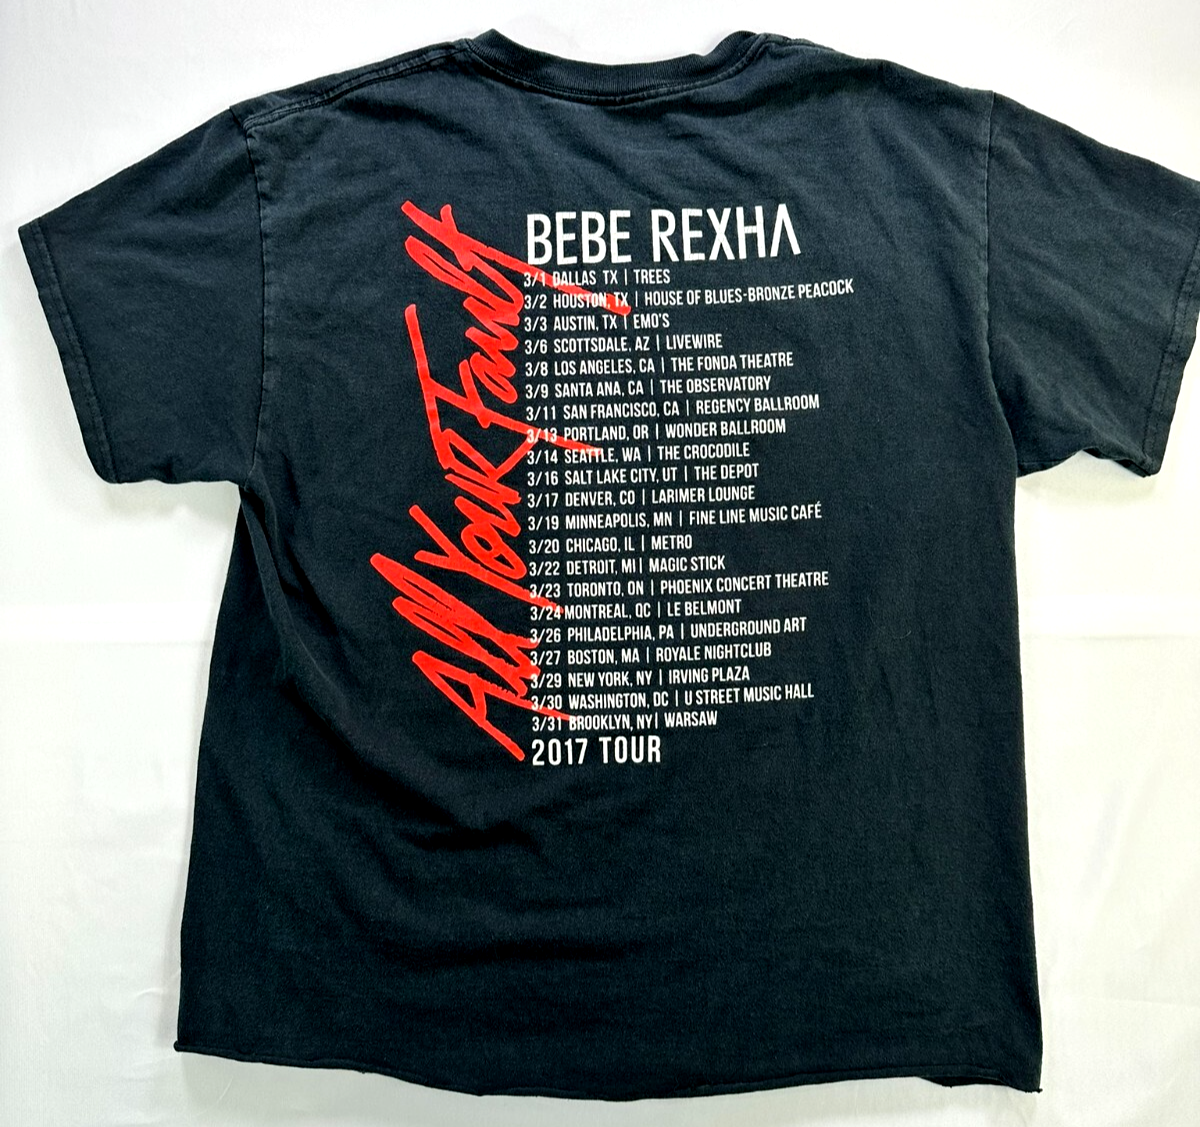 All Your Fault
BEBE REXHA
3/1 DALLAS TX | TREES
3/2 HOUSTON, TX | HOUSE OF BLUES-BRONZE PEACOCK
3/3 AUSTIN, TX | EMO'S
3/6 SCOTTSDALE, AZ | LIVEWIRE
3/8 LOS ANGELES, CA | THE FONDA THEATRE
3/9 SANTA ANA, CA | THE OBSERVATORY
3/11 SAN FRANCISCO, CA | REGENCY BALLROOM
3/13 PORTLAND, OR | WONDER BALLROOM
3/14 SEATTLE, WA | THE CROCODILE
3/16 SALT LAKE CITY, UT | THE DEPOT
3/17 DENVER, CO | LARIMER LOUNGE
3/19 MINNEAPOLIS, MN | FINE LINE MUSIC CAFÉ
3/20 CHICAGO, IL | METRO
3/22 DETROIT, MI | MAGIC STICK
3/23 TORONTO, ON | PHOENIX CONCERT THEATRE
3/24 MONTREAL, QC | LE BELMONT
3/26 PHILADELPHIA, PA | UNDERGROUND ART
3/27 BOSTON, MA | ROYALE NIGHTCLUB
3/29 NEW YORK, NY | IRVING PLAZA
3/30 WASHINGTON, DC | U STREET MUSIC HALL
3/31 BROOKLYN, NY | WARSAW
2017 TOUR